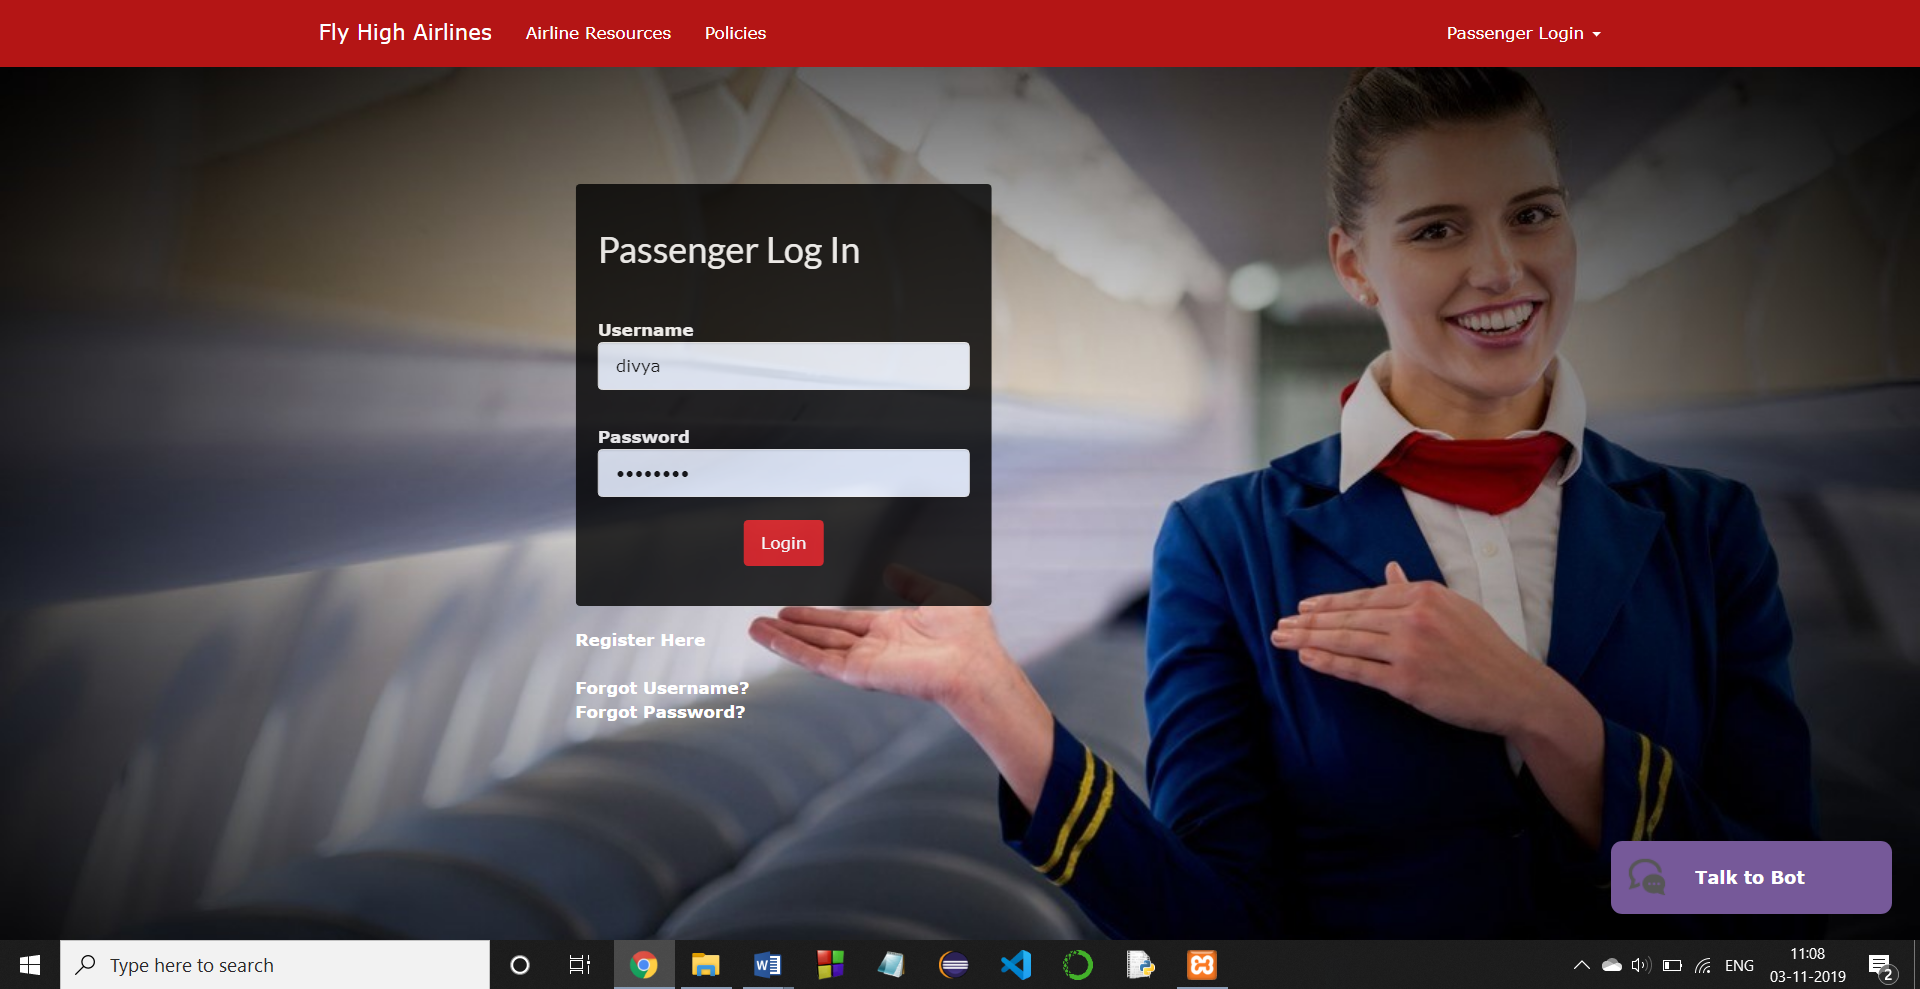 Fly High Airlines
Airline Resources
Policies
Passenger Login
Passenger Log In
Username
divya
Password
••••••••
Login
Register Here
Forgot Username?
Forgot Password?
Talk to Bot
Type here to search
ENG
11:08
03-11-2019
2